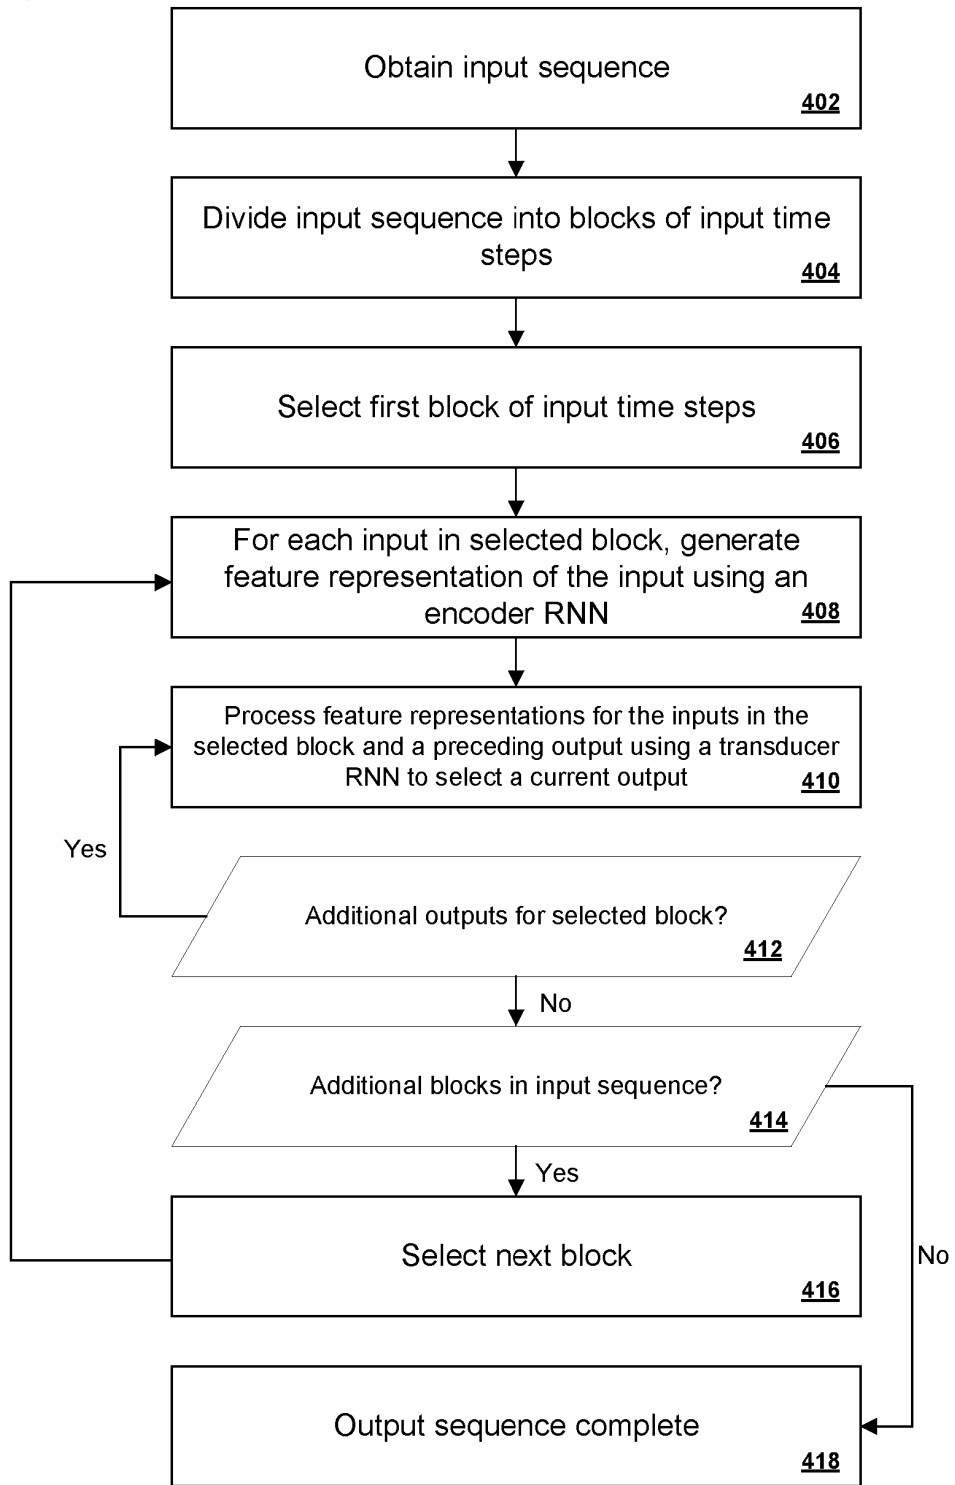 Obtain input sequence
402
Divide input sequence into blocks of input time
steps
404
Select first block of input time steps
406
For each input in selected block, generate
feature representation of the input using an
encoder RNN
408
Process feature representations for the inputs in the
selected block and a preceding output using a transducer
RNN to select a current output
410
Yes
Additional outputs for selected block?
412
No
Additional blocks in input sequence?
414
Yes
Select next block
416
No
Output sequence complete
418